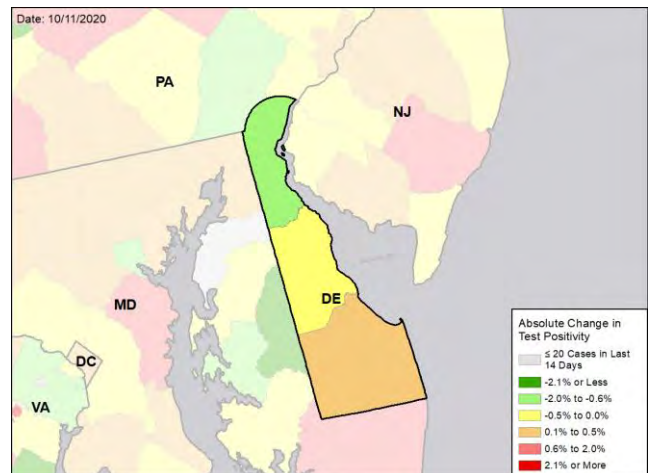 Date: 10/11/2020
PA
NJ
MD
DE
DC
VA
Absolute Change in
Test Positivity
≤ 20 Cases in Last
14 Days
-2.1% or Less
-2.0% to -0.6%
-0.5% to 0.0%
0.1% to 0.5%
0.6% to 2.0%
2.1% or More